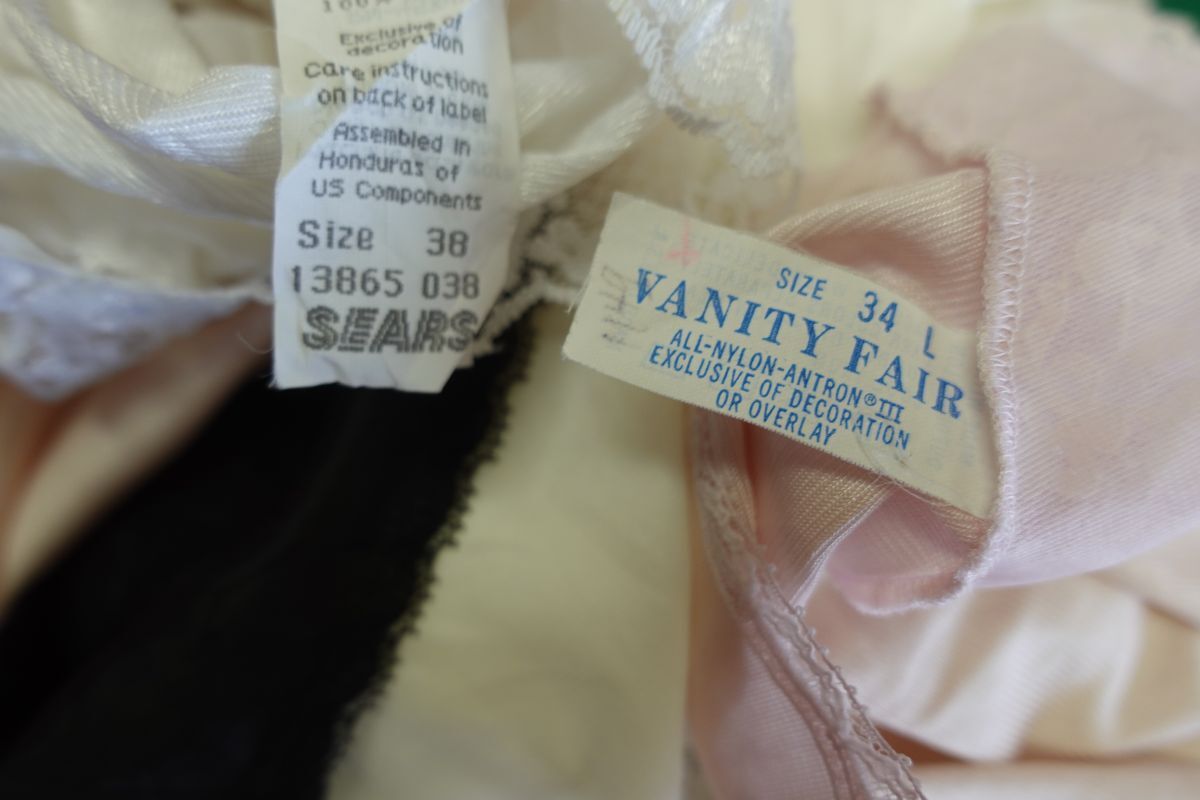 100%
Exclusive of
decoration
Care instructions
on back of label
Assembled in
Honduras of
US Components
Size 38
13865 038
SEARS
SIZE 34 L
VANITY FAIR
ALL-NYLON-ANTRON®III
EXCLUSIVE OF DECORATION
OR OVERLAY